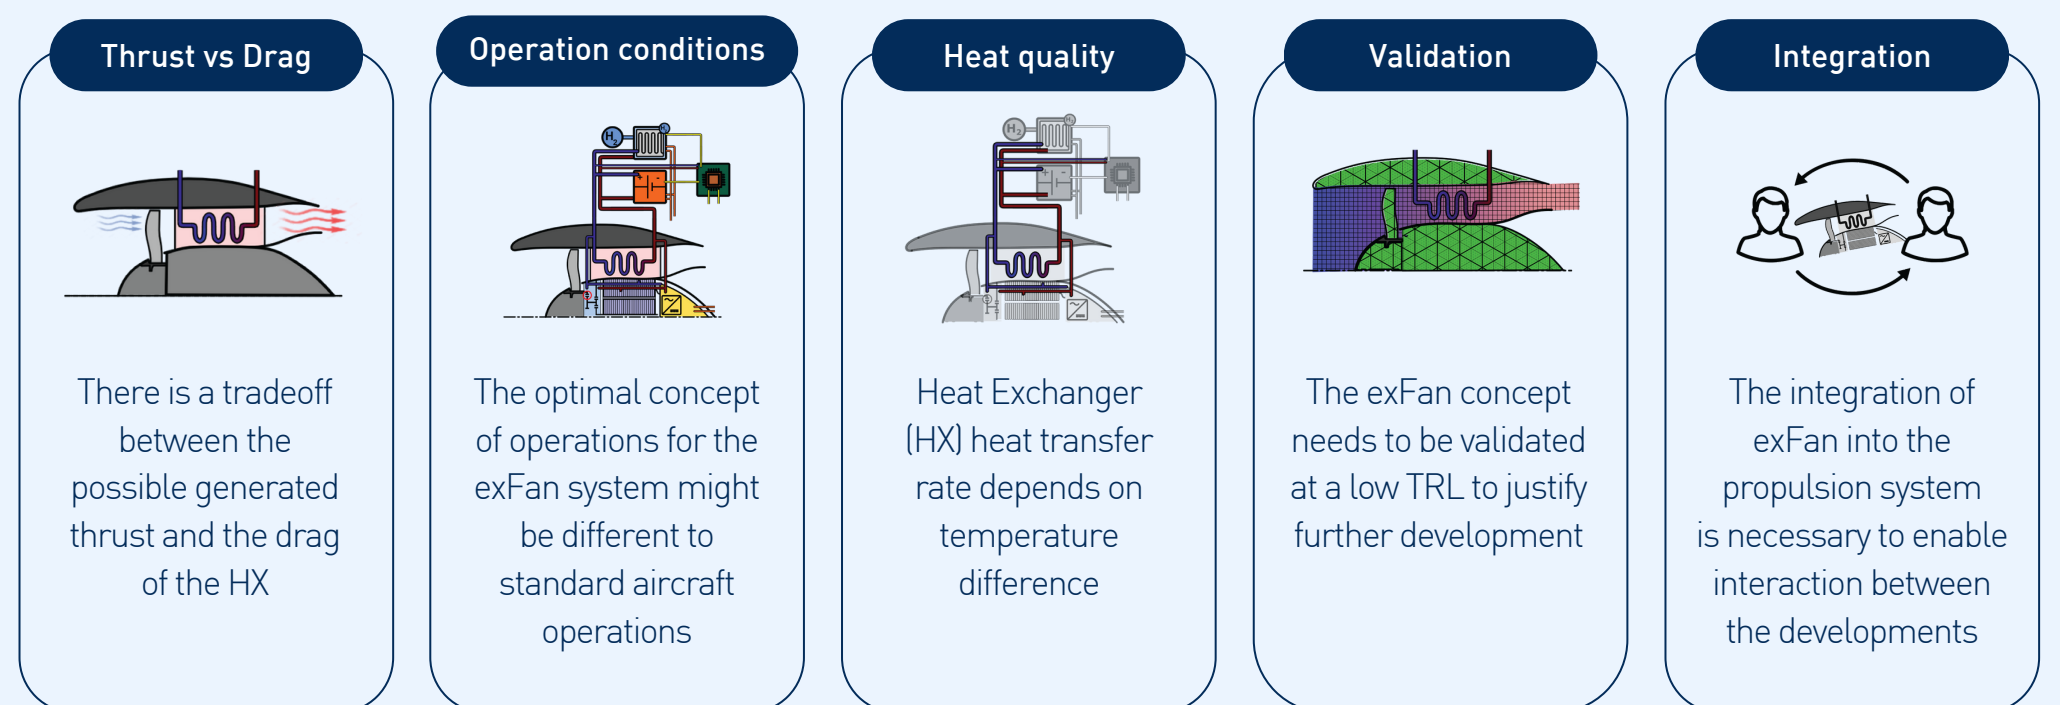 Thrust vs Drag
There is a tradeoff
between the
possible generated
thrust and the drag
of the HX
Operation conditions
H2
H2
The optimal concept
of operations for the
exFan system might
be different to
standard aircraft
operations
Heat quality
H2
H2
Heat Exchanger
(HX) heat transfer
rate depends on
temperature
difference
Validation
The exFan concept
needs to be validated
at a low TRL to justify
further development
Integration
The integration of
exFan into the
propulsion system
is necessary to enable
interaction between
the developments